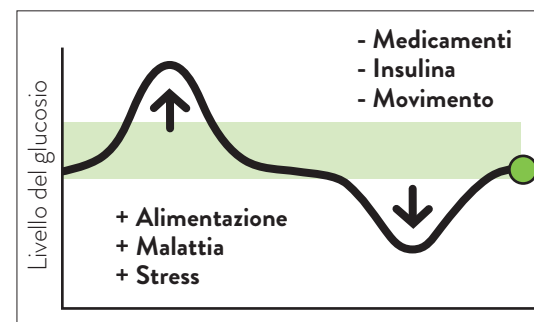 Livello del glucosio
- Medicamenti
- Insulina
- Movimento
+ Alimentazione
+ Malattia
+ Stress